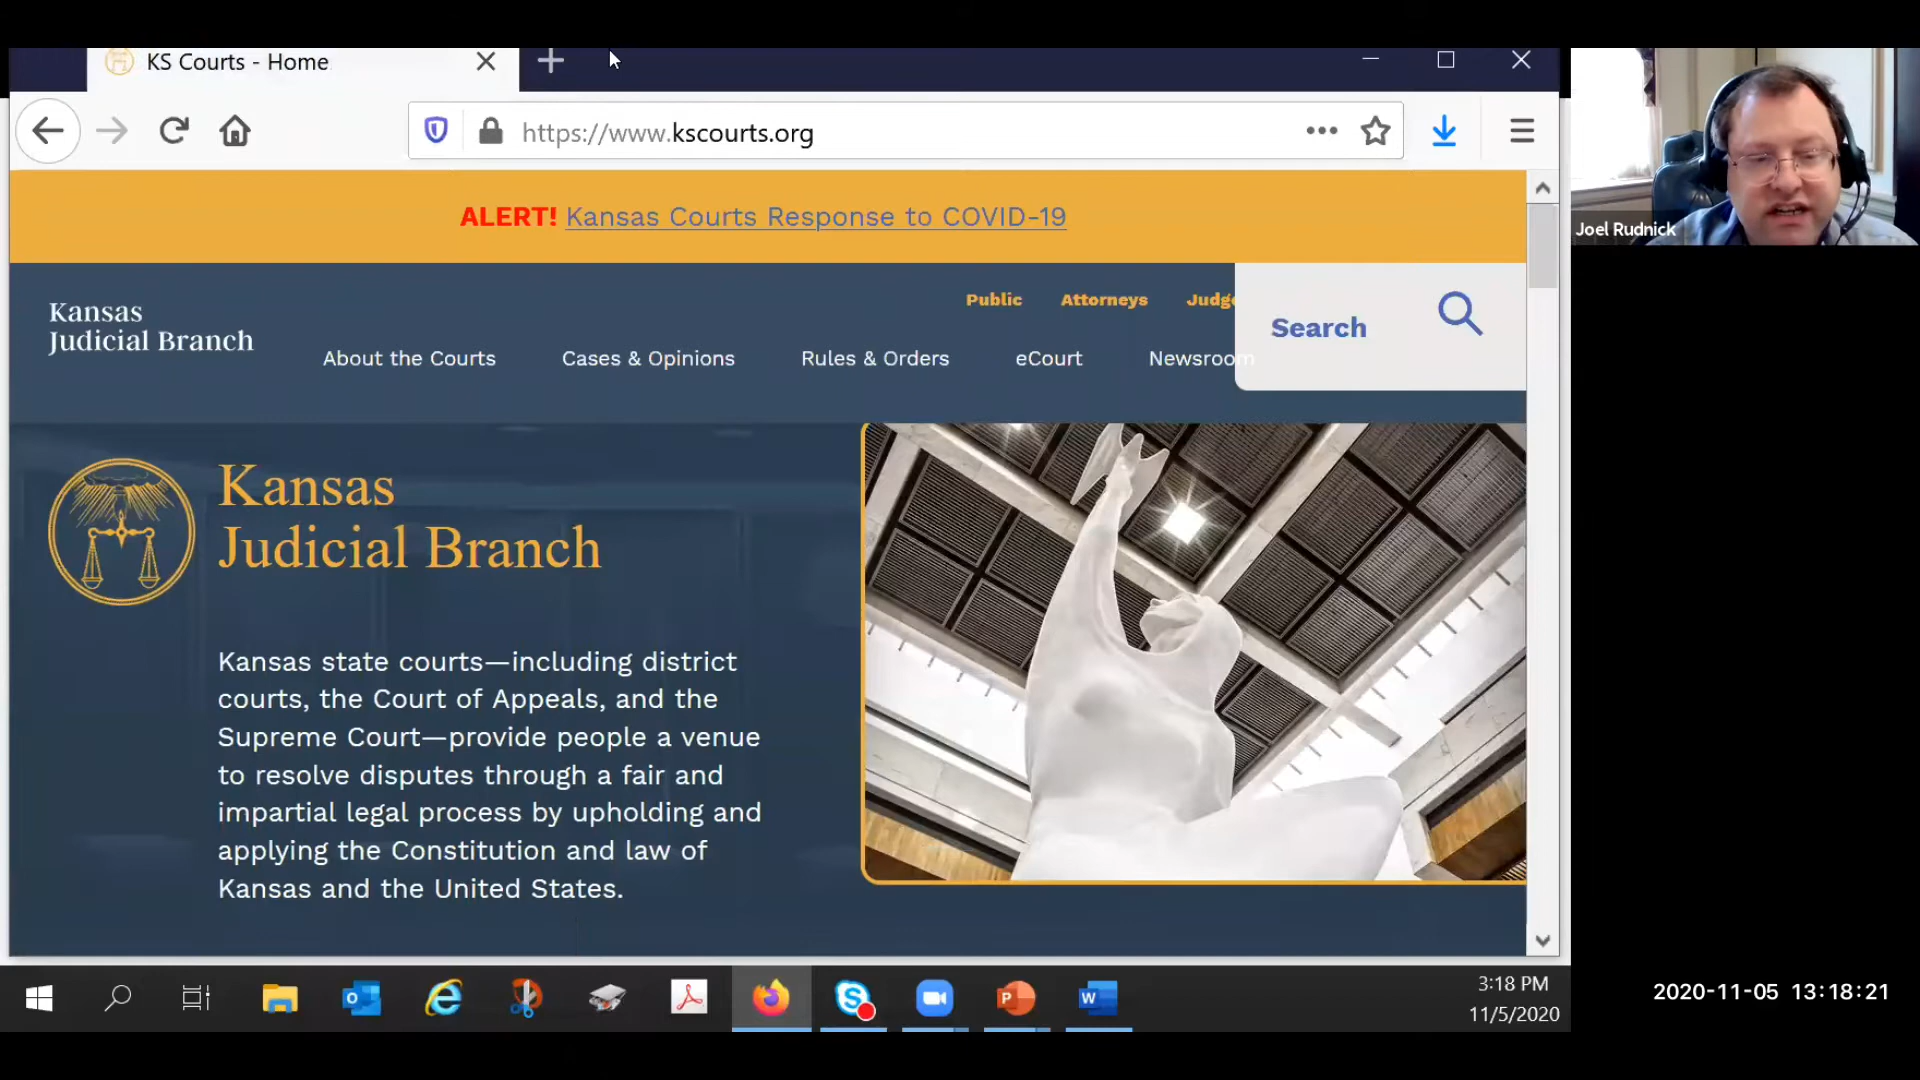 KS Courts - Home
https://www.kscourts.org
ALERT! Kansas Courts Response to COVID-19
Joel Rudnick
Kansas
Judicial Branch
Public Attorneys Judge
Search
About the Courts Cases & Opinions Rules & Orders eCourt Newsroom
Kansas
Judicial Branch
Kansas state courts—including district
courts, the Court of Appeals, and the
Supreme Court—provide people a venue
to resolve disputes through a fair and
impartial legal process by upholding and
applying the Constitution and law of
Kansas and the United States.
3:18 PM
11/5/2020
2020-11-05 13:18:21